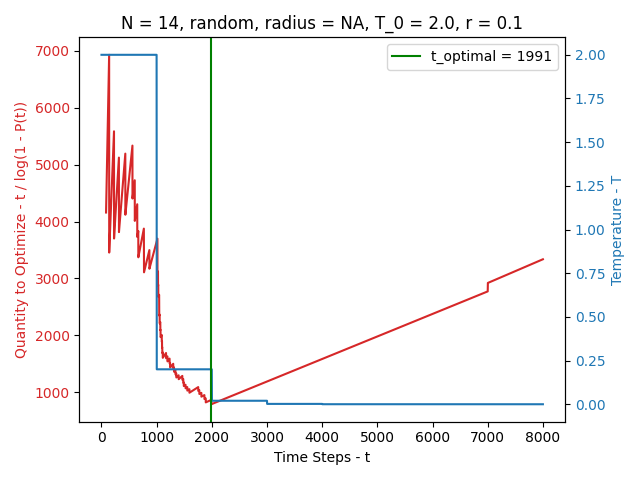 N = 14, random, radius = NA, T_0 = 2.0, r = 0.1
t_optimal = 1991
Quantity to Optimize - t / log(1 - P(t))
7000
6000
5000
4000
3000
2000
1000
2.00
1.75
1.50
1.25
1.00
0.75
0.50
0.25
0.00
Temperature - T
0 1000 2000 3000 4000 5000 6000 7000 8000
Time Steps - t